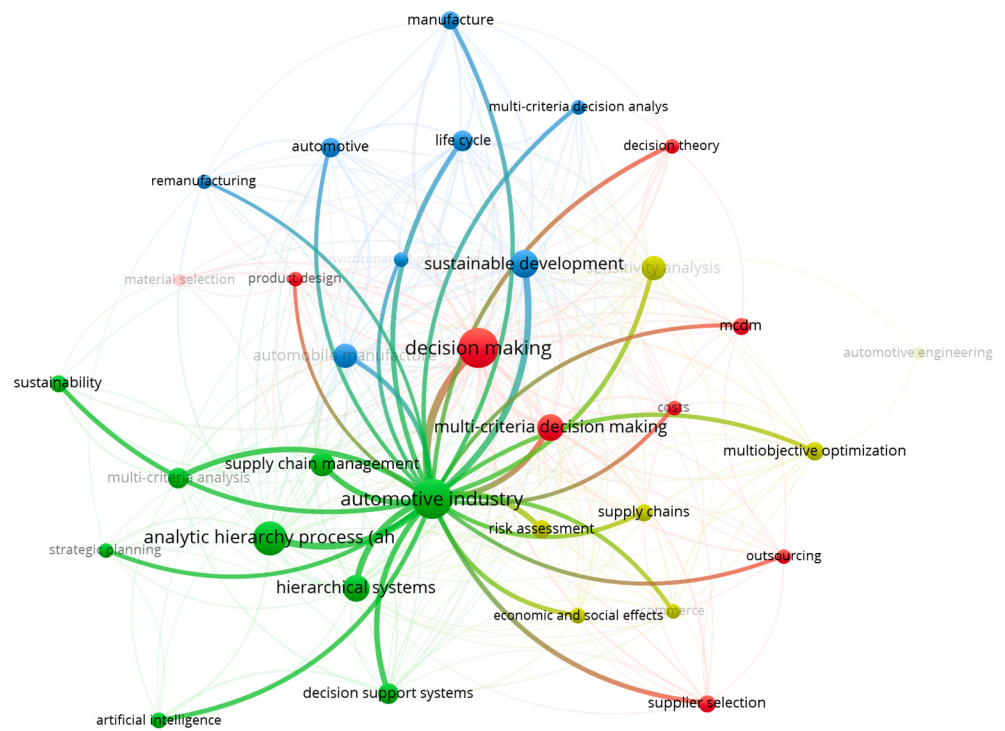 manufacture
multi-criteria decision analys
decision theory
automotive
life cycle
remanufacturing
sustainable development
sensitivity analysis
material selection
product design
mcdm
decision making
automobile manufacture
automotive engineering
sustainability
costs
multi-criteria decision making
multiobjective optimization
supply chain management
multi-criteria analysis
automotive industry
supply chains
risk assessment
analytic hierarchy process (ah
strategic planning
outsourcing
hierarchical systems
economic and social effects
commerce
decision support systems
supplier selection
artificial intelligence